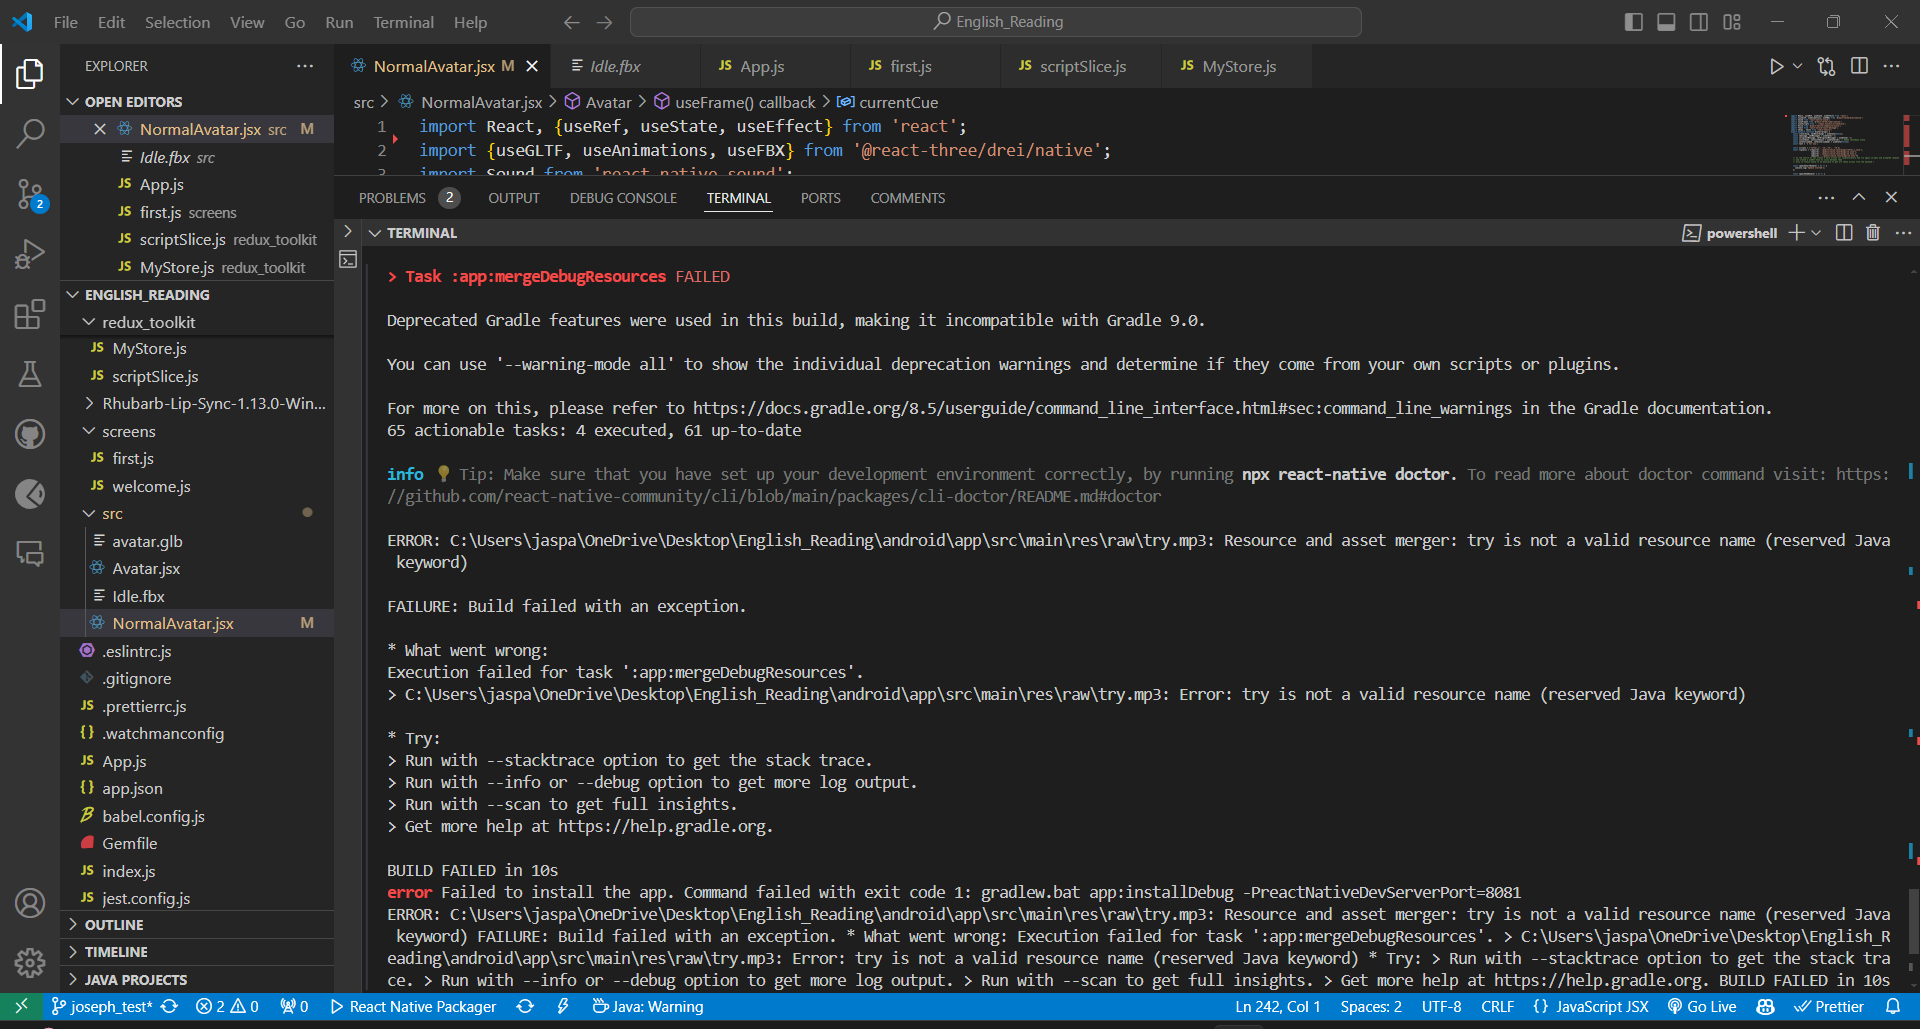 File Edit Selection View Go Run Terminal Help
English_Reading
EXPLORER
OPEN EDITORS
NormalAvatar.jsx src M
Idle.fbx src
App.js
first.js screens
scriptSlice.js redux_toolkit
MyStore.js redux_toolkit
ENGLISH_READING
redux_toolkit
MyStore.js
scriptSlice.js
Rhubarb-Lip-Sync-1.13.0-Win...
screens
first.js
welcome.js
src
avatar.glb
Avatar.jsx
Idle.fbx
NormalAvatar.jsx M
.eslintrc.js
.gitignore
.prettierrc.js
.watchmanconfig
App.js
app.json
babel.config.js
Gemfile
index.js
jest.config.js
OUTLINE
TIMELINE
JAVA PROJECTS
2
NormalAvatar.jsx M
Idle.fbx
App.js
first.js
scriptSlice.js
MyStore.js
src > NormalAvatar.jsx > Avatar > useFrame() callback > currentCue
1 import React, {useRef, useState, useEffect} from 'react';
2 import {useGLTF, useAnimations, useFBX} from '@react-three/drei/native';
3 import Sound from 'react-native-sound';
PROBLEMS 2 OUTPUT DEBUG CONSOLE TERMINAL PORTS COMMENTS
TERMINAL
powershell
> Task :app:mergeDebugResources FAILED
Deprecated Gradle features were used in this build, making it incompatible with Gradle 9.0.
You can use '--warning-mode all' to show the individual deprecation warnings and determine if they come from your own scripts or plugins.
For more on this, please refer to https://docs.gradle.org/8.5/userguide/command_line_interface.html#sec:command_line_warnings in the Gradle documentation.
65 actionable tasks: 4 executed, 61 up-to-date
info 💡 Tip: Make sure that you have set up your development environment correctly, by running npx react-native doctor. To read more about doctor command visit: https:
//github.com/react-native-community/cli/blob/main/packages/cli-doctor/README.md#doctor
ERROR: C:\Users\jaspa\OneDrive\Desktop\English_Reading\android\app\src\main\res\raw\try.mp3: Resource and asset merger: try is not a valid resource name (reserved Java
keyword)
FAILURE: Build failed with an exception.
* What went wrong:
Execution failed for task ':app:mergeDebugResources'.
> C:\Users\jaspa\OneDrive\Desktop\English_Reading\android\app\src\main\res\raw\try.mp3: Error: try is not a valid resource name (reserved Java keyword)
* Try:
> Run with --stacktrace option to get the stack trace.
> Run with --info or --debug option to get more log output.
> Run with --scan to get full insights.
> Get more help at https://help.gradle.org.
BUILD FAILED in 10s
error Failed to install the app. Command failed with exit code 1: gradlew.bat app:installDebug -PreactNativeDevServerPort=8081
ERROR: C:\Users\jaspa\OneDrive\Desktop\English_Reading\android\app\src\main\res\raw\try.mp3: Resource and asset merger: try is not a valid resource name (reserved Java
keyword) FAILURE: Build failed with an exception. * What went wrong: Execution failed for task ':app:mergeDebugResources'. > C:\Users\jaspa\OneDrive\Desktop\English_R
eading\android\app\src\main\res\raw\try.mp3: Error: try is not a valid resource name (reserved Java keyword) * Try: > Run with --stacktrace option to get the stack tra
ce. > Run with --info or --debug option to get more log output. > Run with --scan to get full insights. > Get more help at https://help.gradle.org. BUILD FAILED in 10s
joseph_test* 2 0 0 React Native Packager Java: Warning Ln 242, Col 1 Spaces: 2 UTF-8 CRLF {} JavaScript JSX Go Live Prettier